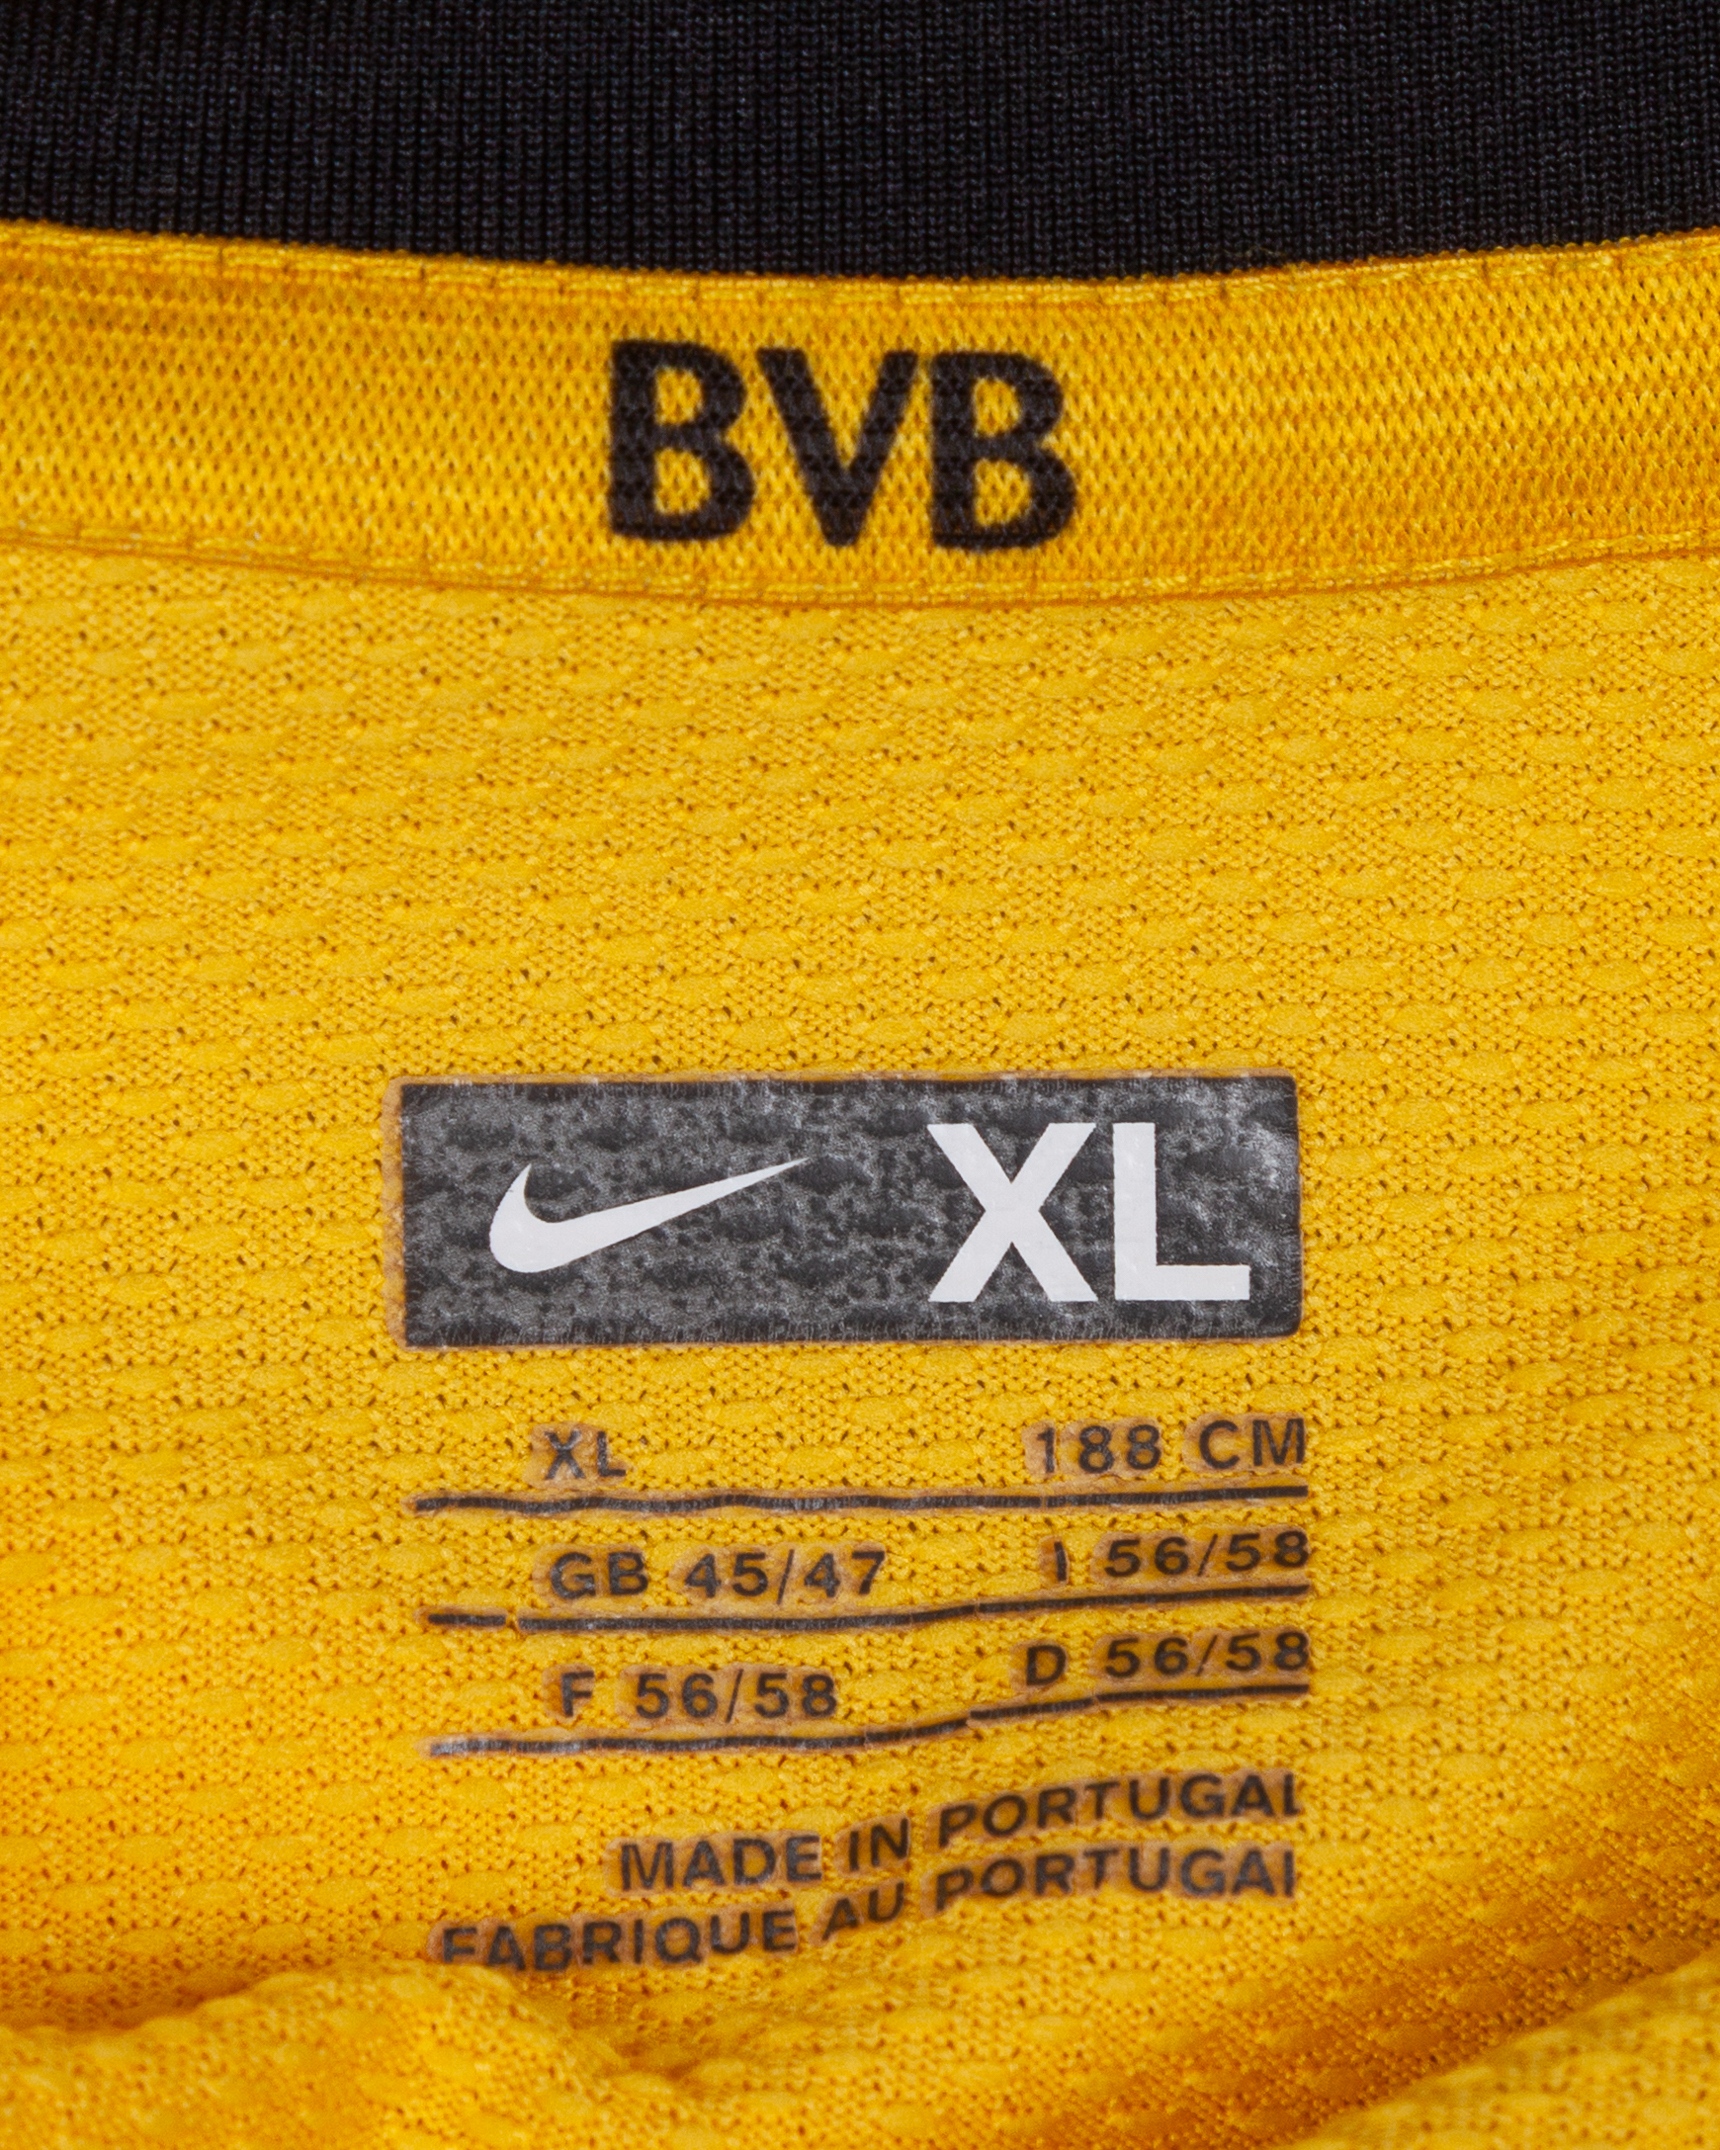 BVB
XL
XL 188 CM
GB 45/47 I 56/58
F 56/58 D 56/58
MADE IN PORTUGAL
FABRIQUE AU PORTUGAL